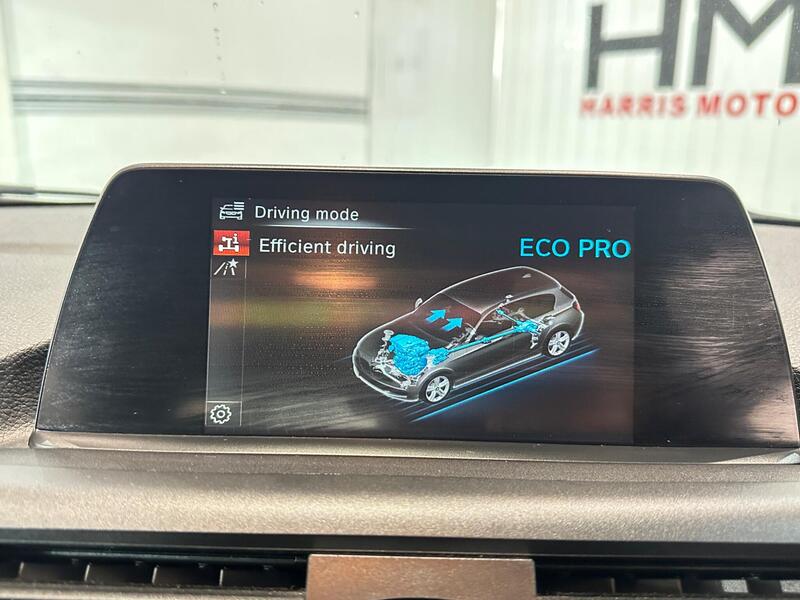 HM
HARRIS MOTO
Driving mode
Efficient driving
ECO PRO